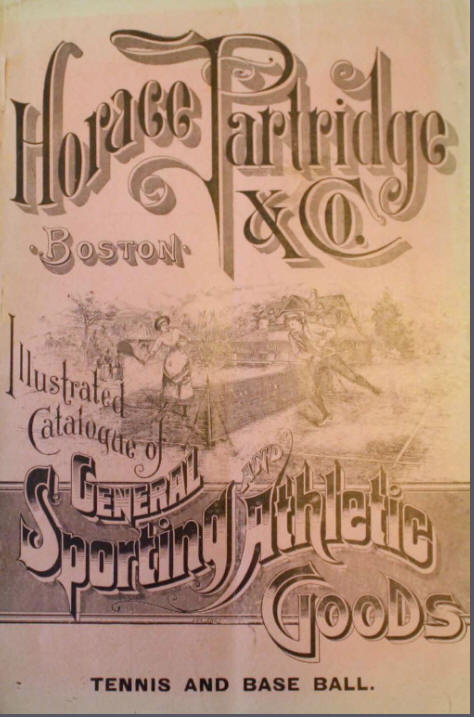 Horace Partridge
& Co.
·Boston·
Illustrated
Catalogue of
General
Sporting and Athletic
Goods
TENNIS AND BASE BALL.